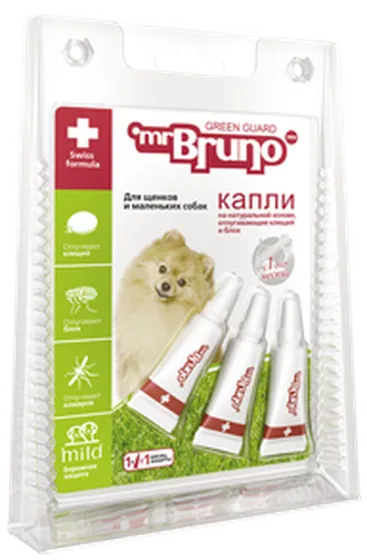 GREEN GUARD
mr Bruno
Swiss
formula
Для щенков
и маленьких собак
капли
на натуральной основе,
отпугивающие клещей
и блох
Отпугивает
клещей
Отпугивает
блох
Отпугивает
комаров
mild
Бережная
защита